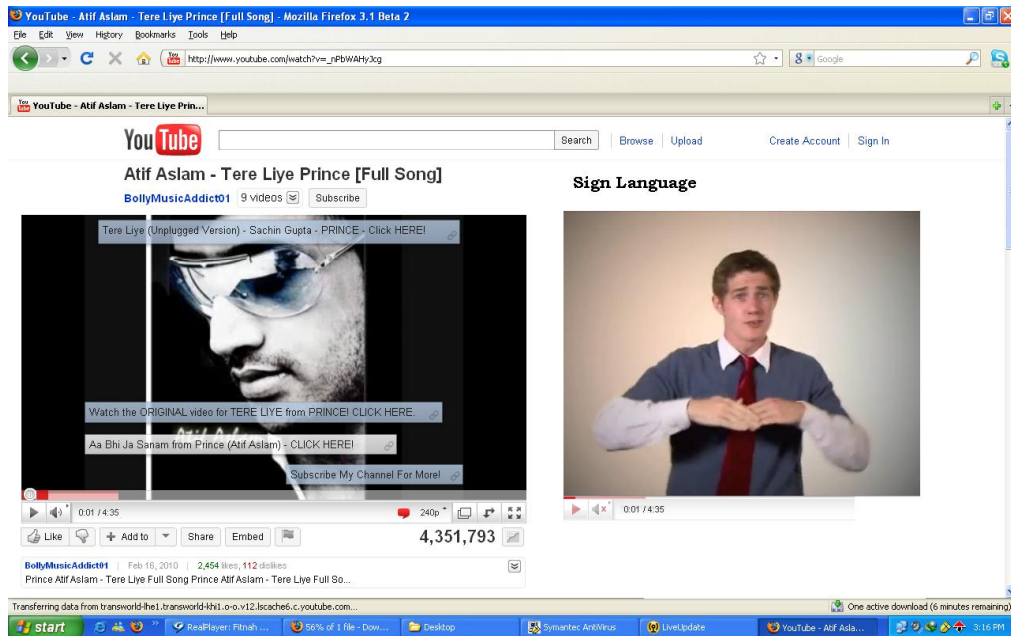 YouTube - Atif Aslam - Tere Liye Prince [Full Song] - Mozilla Firefox 3.1 Beta 2
File Edit View History Bookmarks Tools Help
http://www.youtube.com/watch?v=_nPbWAHyJcg
Google
YouTube - Atif Aslam - Tere Liye Prin...
YouTube
Search Browse Upload Create Account Sign In
Atif Aslam - Tere Liye Prince [Full Song]
BollyMusicAddict01 9 videos Subscribe
Sign Language
Tere Liye (Unplugged Version) - Sachin Gupta - PRINCE - Click HERE!
Watch the ORIGINAL video for TERE LIYE from PRINCE! CLICK HERE.
Aa Bhi Ja Sanam from Prince (Atif Aslam) - CLICK HERE!
Subscribe My Channel For More!
0:01 / 4:35 240p
0:01 / 4:35
Like Add to Share Embed 4,351,793
BollyMusicAddict01 Feb 16, 2010 2,454 likes, 112 dislikes
Prince Atif Aslam - Tere Liye Full Song Prince Atif Aslam - Tere Liye Full So...
Transferring data from transworld-lhe1.transworld-khi1.o-o.v12.lscache6.c.youtube.com...
One active download (6 minutes remaining)
start RealPlayer: Fitnah ... 56% of 1 file - Dow... Desktop Symantec AntiVirus LiveUpdate YouTube - Atif Asla... 3:16 PM